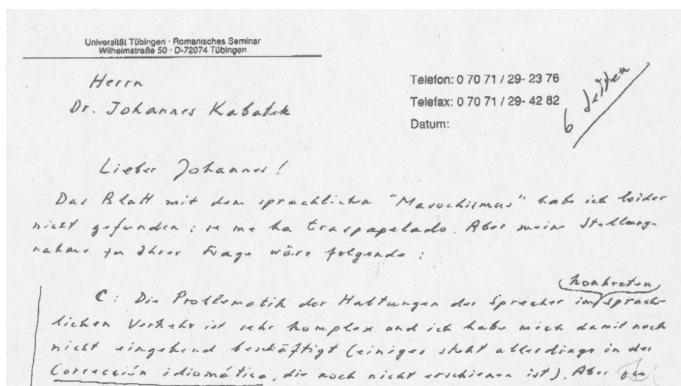 Universität Tübingen · Romanisches Seminar
Wilheimstraße 50 · D-72074 Tübingen
Herrn
Dr. Johannes Kabatek
Telefon: 0 70 71 / 29- 23 76
Telefax: 0 70 71 / 29- 42 82
Datum:
6 Seiten
Lieber Johannes!
Das Blatt mit dem sprachlichen "Masochismus" habe ich leider
nicht gefunden: se me ha traspapelado. Aber meine Stellung-
nahme zu Ihrer Frage wäre folgende:
konkreten
C: Die Problematik der Haltungen der Sprecher im sprach-
lichen Verkehr ist sehr komplex und ich habe mich damit noch
nicht eingehend beschäftigt (einiges steht allerdings in der
Corrección idiomática, die noch nicht erschienen ist). Aber